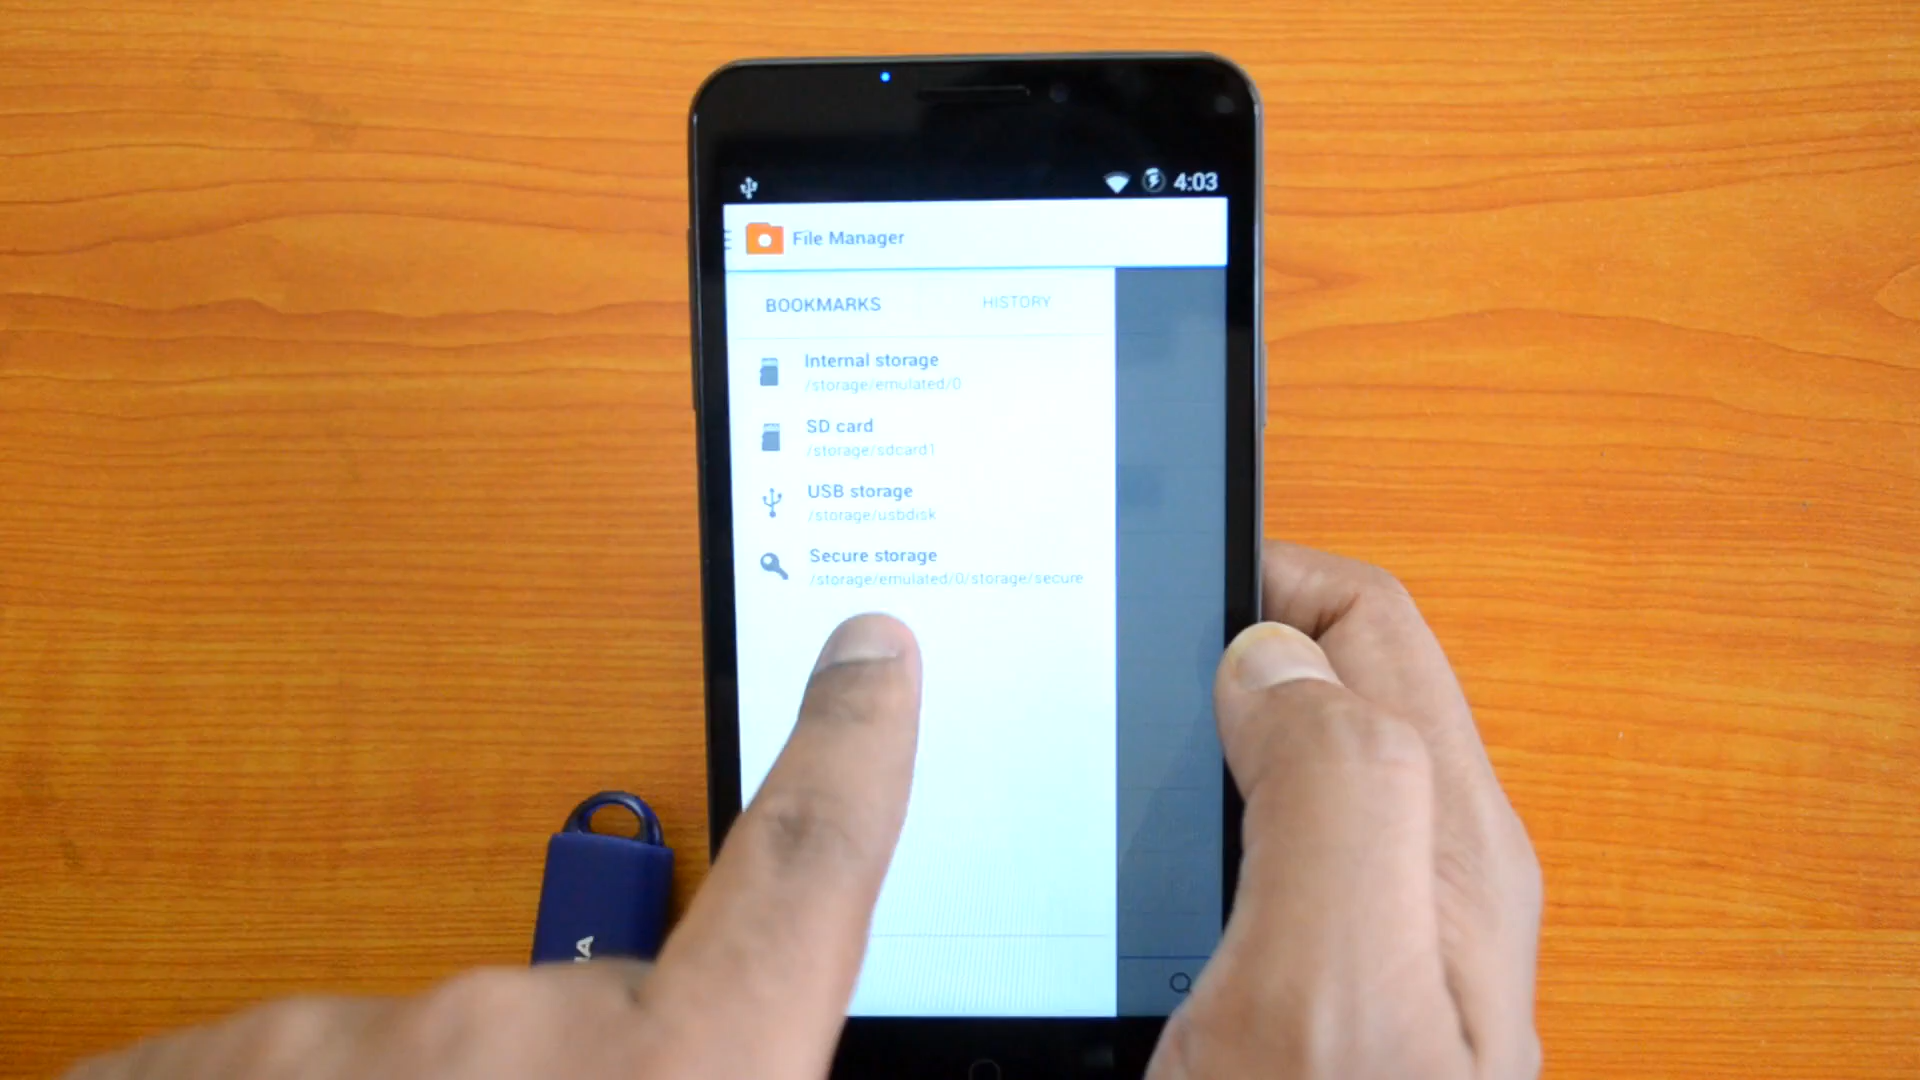 4:03
File Manager
BOOKMARKS
HISTORY
Internal storage
/storage/emulated/0
SD card
/storage/sdcard1
USB storage
/storage/usbdisk
Secure storage
/storage/emulated/0/storage/secure